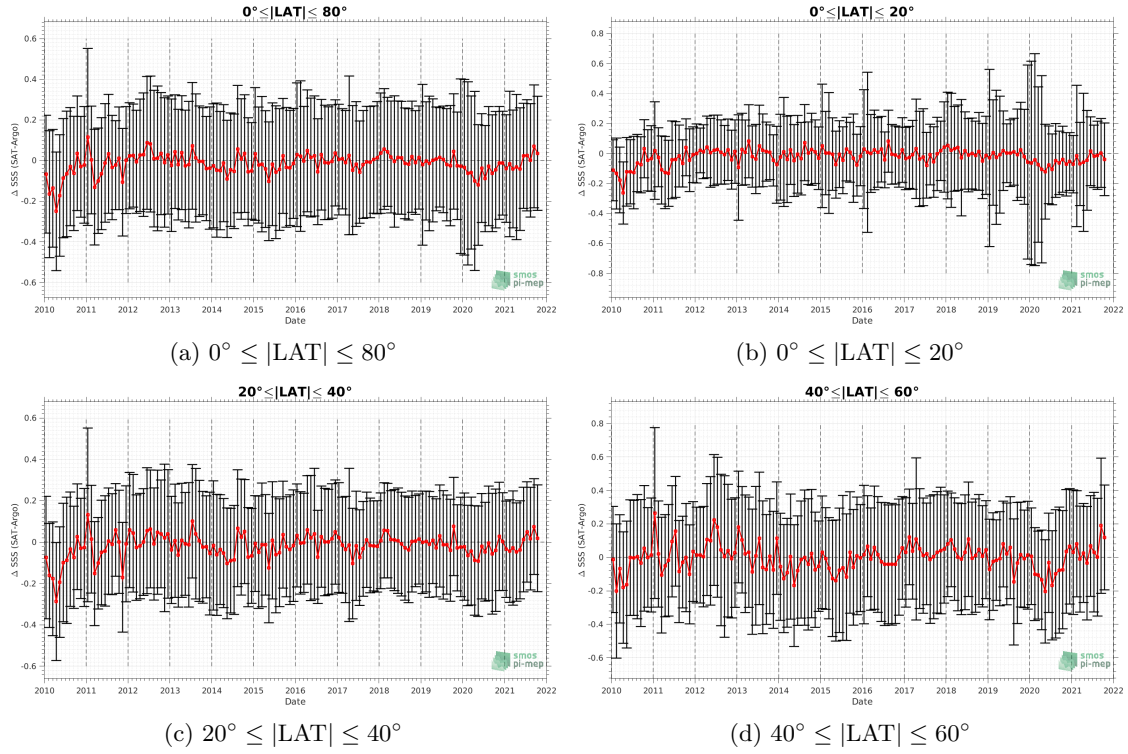 0°≤|LAT|≤ 80°
Δ SSS (SAT-Argo)
0.6
0.4
0.2
0
-0.2
-0.4
-0.6
2010 2011 2012 2013 2014 2015 2016 2017 2018 2019 2020 2021 2022
Date
smos
pi-mep
(a) 0° ≤ |LAT| ≤ 80°
0°≤|LAT|≤ 20°
Δ SSS (SAT-Argo)
0.8
0.6
0.4
0.2
0
-0.2
-0.4
-0.6
-0.8
2010 2011 2012 2013 2014 2015 2016 2017 2018 2019 2020 2021 2022
Date
smos
pi-mep
(b) 0° ≤ |LAT| ≤ 20°
20°≤|LAT|≤ 40°
Δ SSS (SAT-Argo)
0.6
0.4
0.2
0
-0.2
-0.4
-0.6
2010 2011 2012 2013 2014 2015 2016 2017 2018 2019 2020 2021 2022
Date
smos
pi-mep
(c) 20° ≤ |LAT| ≤ 40°
40°≤|LAT|≤ 60°
Δ SSS (SAT-Argo)
0.8
0.6
0.4
0.2
0
-0.2
-0.4
-0.6
2010 2011 2012 2013 2014 2015 2016 2017 2018 2019 2020 2021 2022
Date
smos
pi-mep
(d) 40° ≤ |LAT| ≤ 60°